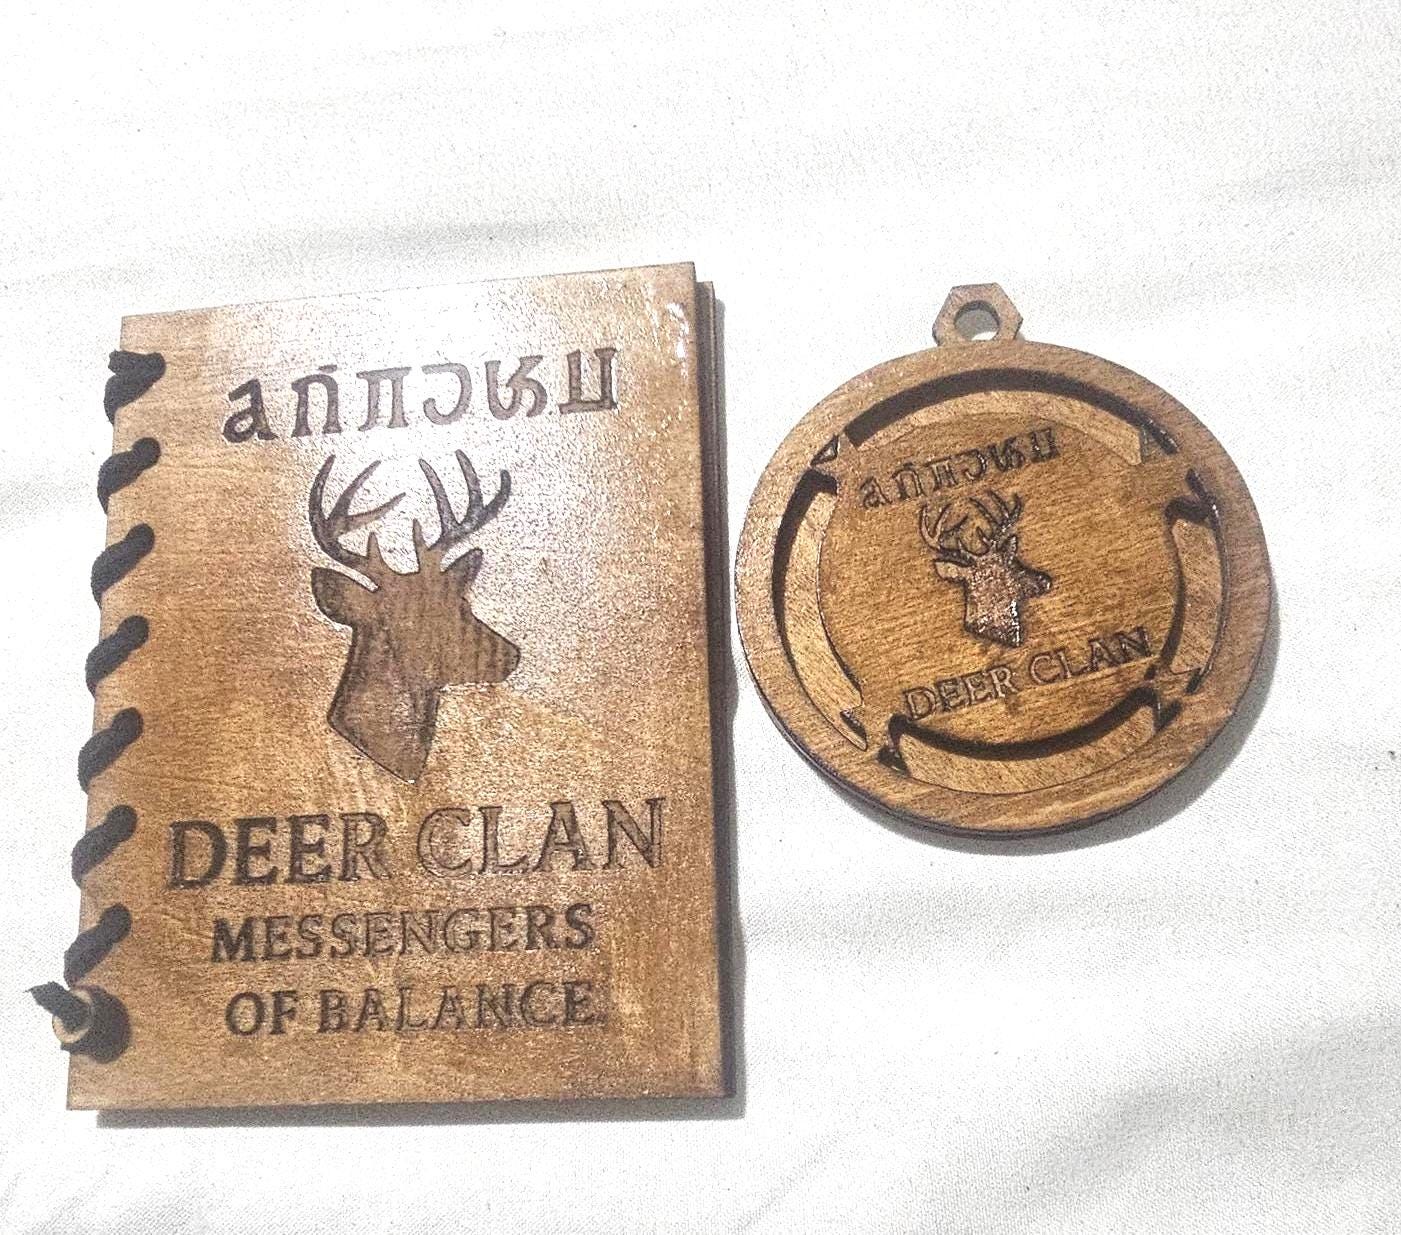 DEER CLAN
MESSENGERS
OF BALANCE
DEER CLAN